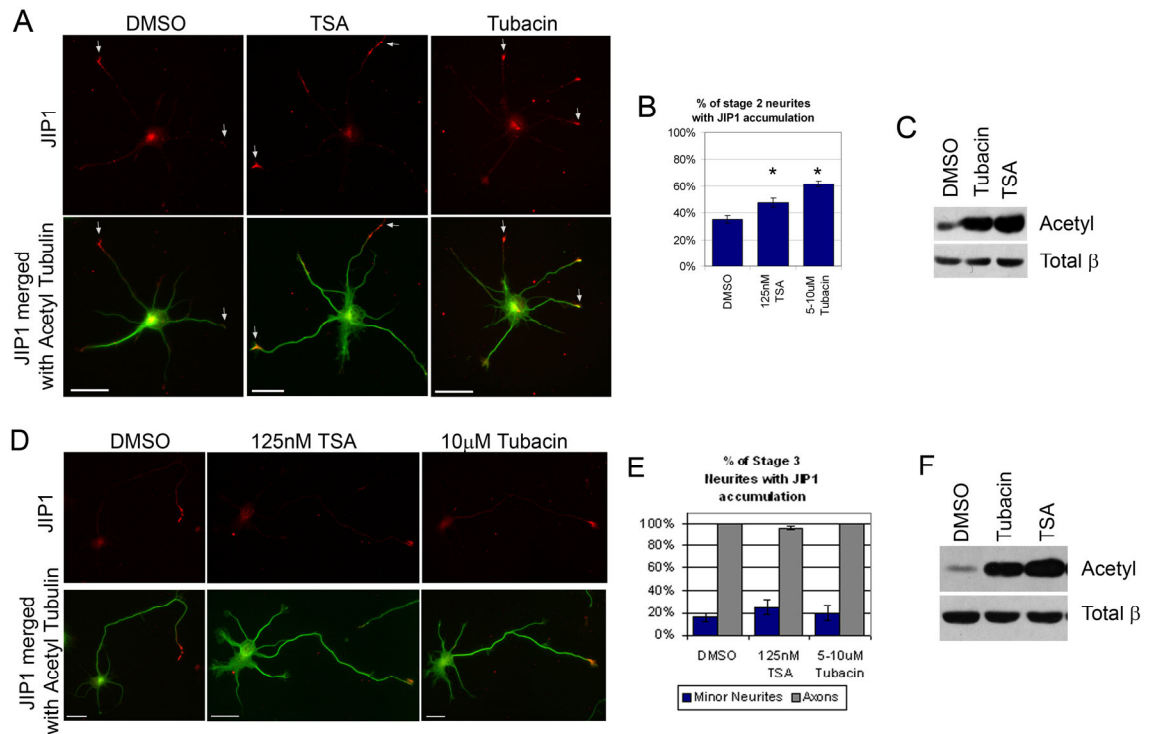 A
DMSO
TSA
Tubacin
JIP1
JIP1 merged
with Acetyl Tubulin
B
% of stage 2 neurites
with JIP1 accumulation
100%
80%
60%
40%
20%
0%
*
*
DMSO
125nM
TSA
5-10uM
Tubacin
C
DMSO
Tubacin
TSA
Acetyl
Total β
D
DMSO
125nM TSA
10μM Tubacin
JIP1
JIP1 merged
with Acetyl Tubulin
E
% of Stage 3
Neurites with JIP1
accumulation
100%
80%
60%
40%
20%
0%
DMSO
125nM
TSA
5-10uM
Tubacin
Minor Neurites
Axons
F
DMSO
Tubacin
TSA
Acetyl
Total β